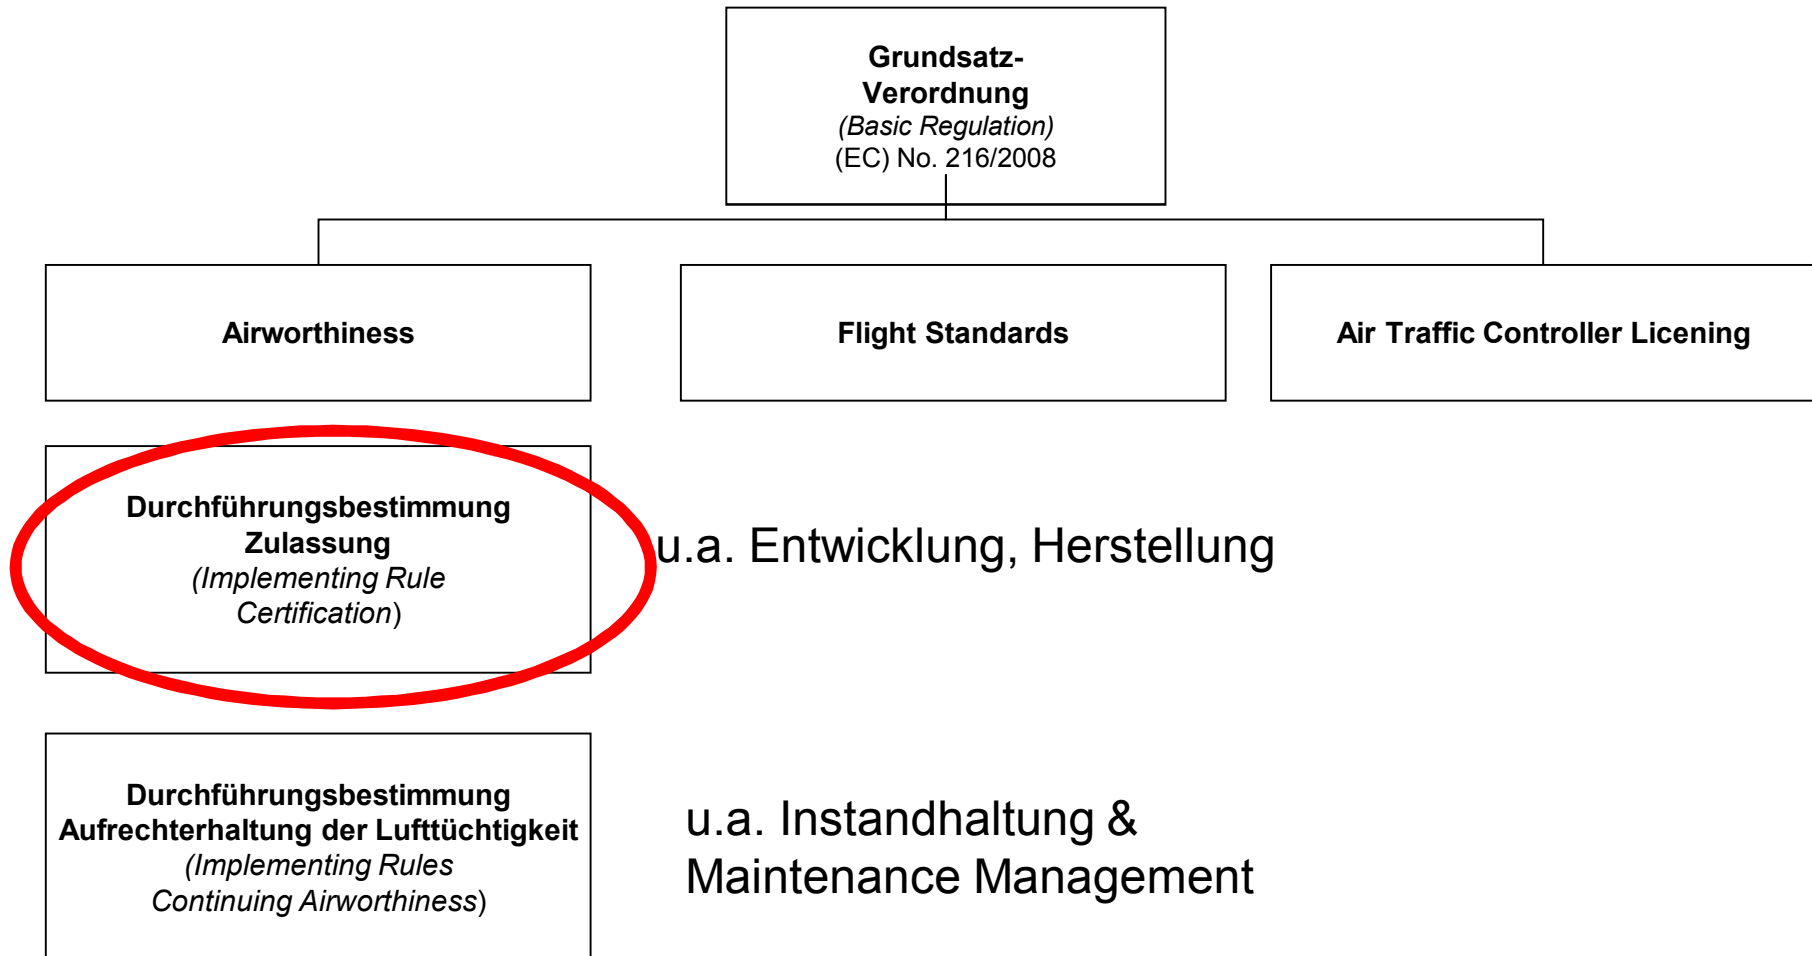 Grundsatz-
Verordnung
(Basic Regulation)
(EC) No. 216/2008
Airworthiness
Flight Standards
Air Traffic Controller Licening
Durchführungsbestimmung
Zulassung
(Implementing Rule
Certification)
u.a. Entwicklung, Herstellung
Durchführungsbestimmung
Aufrechterhaltung der Lufttüchtigkeit
(Implementing Rules
Continuing Airworthiness)
u.a. Instandhaltung &
Maintenance Management